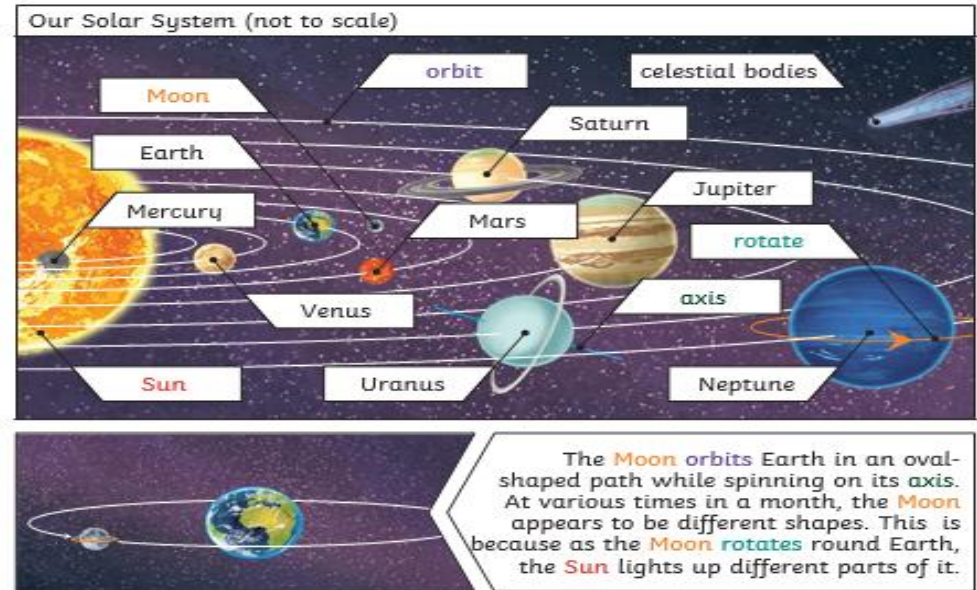 Our Solar System (not to scale)
orbit
celestial bodies
Moon
Saturn
Earth
Jupiter
Mercury
Mars
rotate
axis
Venus
Sun
Uranus
Neptune
The Moon orbits Earth in an oval-
shaped path while spinning on its axis.
At various times in a month, the Moon
appears to be different shapes. This is
because as the Moon rotates round Earth,
the Sun lights up different parts of it.